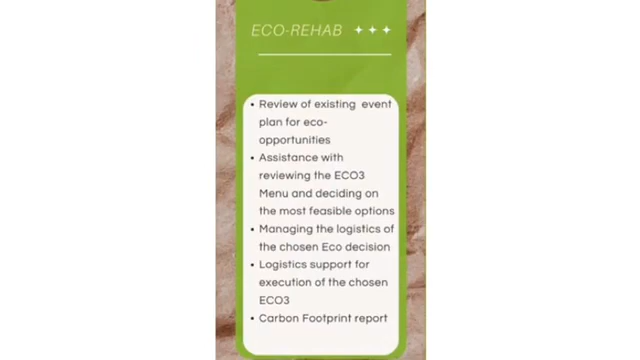 ECO-REHAB
• Review of existing event
plan for eco-
opportunities
• Assistance with
reviewing the ECO3
Menu and deciding on
the most feasible options
• Managing the logistics of
the chosen Eco decision
• Logistics support for
execution of the chosen
ECO3
• Carbon Footprint report